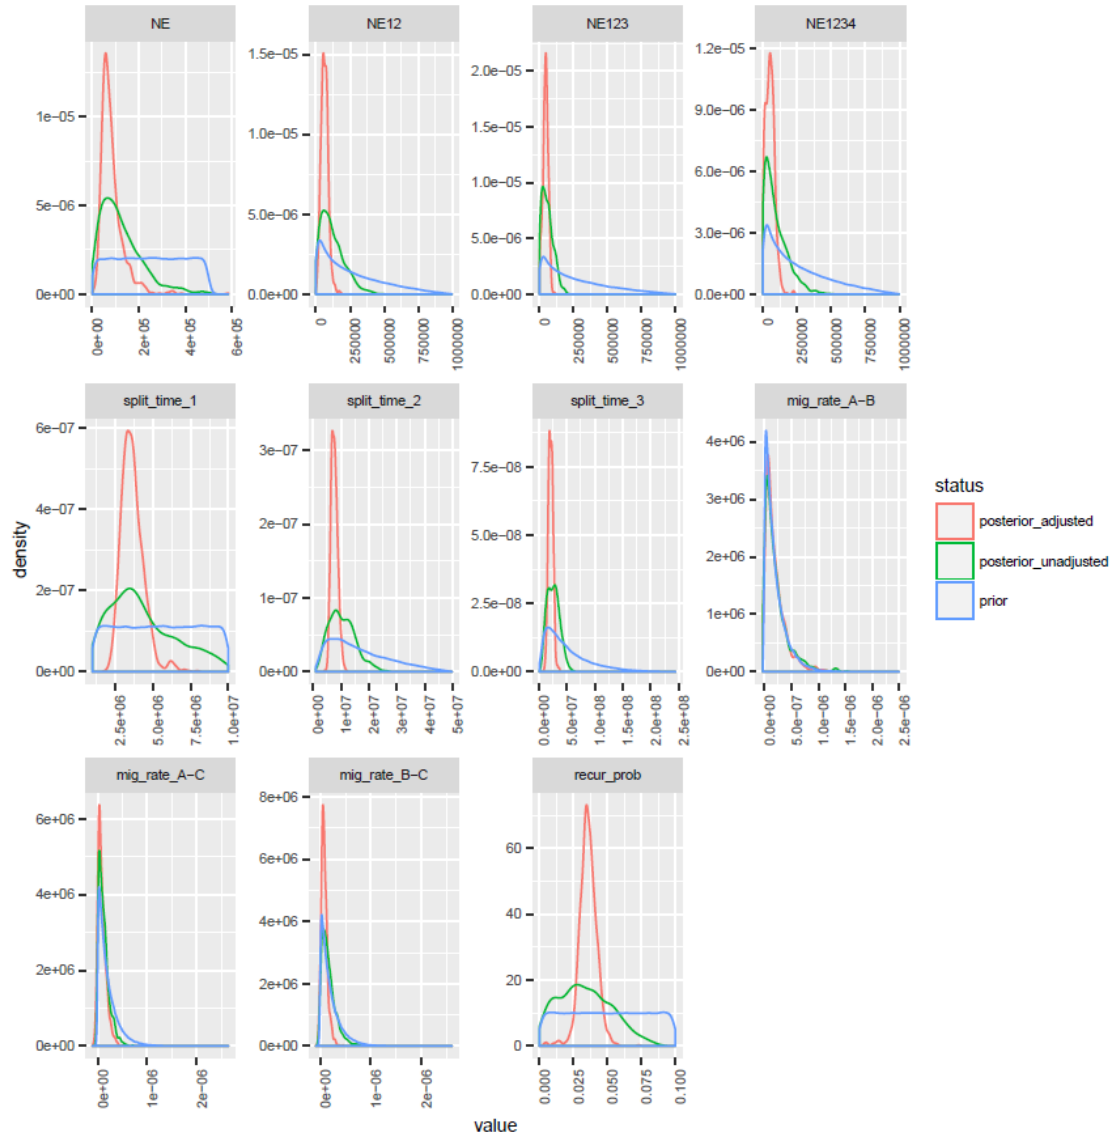 NE NE12 NE123 NE1234
1e−05
5e−06
0e+00
1.5e−05
1.0e−05
5.0e−06
0.0e+00
2.0e−05
1.5e−05
1.0e−05
5.0e−06
0.0e+00
1.2e−05
9.0e−06
6.0e−06
3.0e−06
0.0e+00
0e+00 2e+05 4e+05 6e+05
0 250000 500000 750000 1000000
0 250000 500000 750000 1000000
0 250000 500000 750000 1000000
split_time_1 split_time_2 split_time_3 mig_rate_A−B
6e−07
4e−07
2e−07
0e+00
3e−07
2e−07
1e−07
0e+00
7.5e−08
5.0e−08
2.5e−08
0.0e+00
4e+06
3e+06
2e+06
1e+06
0e+00
2.5e+06 5.0e+06 7.5e+06 1.0e+07
0e+00 1e+07 2e+07 3e+07 4e+07 5e+07
0.0e+00 5.0e+07 1.0e+08 1.5e+08 2.0e+08 2.5e+08
0.0e+00 5.0e−07 1.0e−06 1.5e−06 2.0e−06 2.5e−06
density
status
posterior_adjusted
posterior_unadjusted
prior
mig_rate_A−C mig_rate_B−C recur_prob
6e+06
4e+06
2e+06
0e+00
8e+06
6e+06
4e+06
2e+06
0e+00
60
40
20
0
0e+00 1e−06 2e−06
0e+00 1e−06 2e−06
0.000 0.025 0.050 0.075 0.100
value